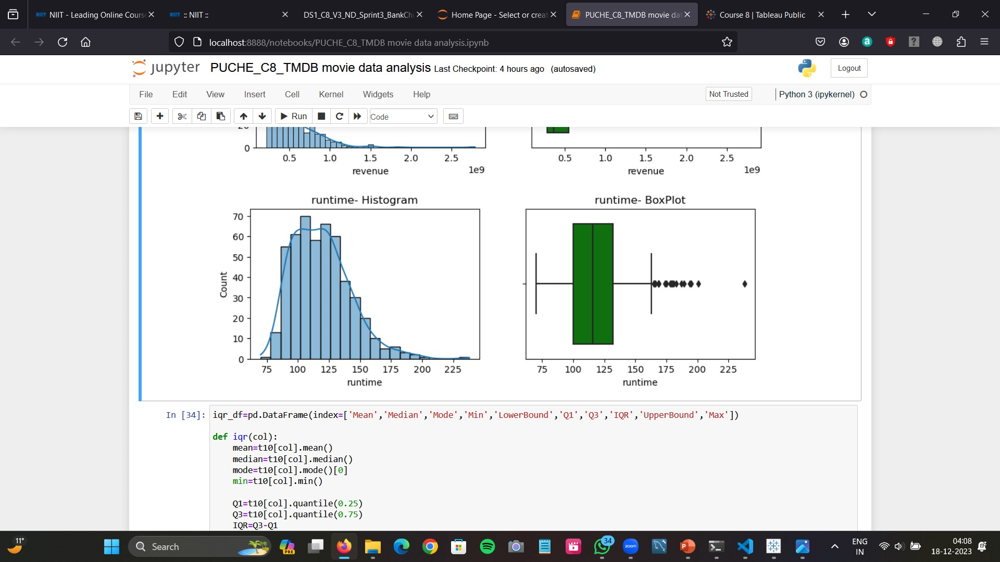 NIIT - Leading Online Course
:: NIIT ::
DS1_C8_V3_ND_Sprint3_BankCh
Home Page - Select or creat
PUCHE_C8_TMDB movie dat
Course 8 | Tableau Public
localhost:8888/notebooks/PUCHE_C8_TMDB movie data analysis.ipynb
jupyter PUCHE_C8_TMDB movie data analysis Last Checkpoint: 4 hours ago (autosaved)
Logout
File Edit View Insert Cell Kernel Widgets Help
Not Trusted
Python 3 (ipykernel)
Run
Code
20
0
0.5 1.0 1.5 2.0 2.5
1e9
revenue
0.5 1.0 1.5 2.0 2.5
1e9
revenue
runtime- Histogram
70
60
50
40
30
20
10
0
Count
75 100 125 150 175 200 225
runtime
runtime- BoxPlot
75 100 125 150 175 200 225
runtime
In [34]:
iqr_df=pd.DataFrame(index=['Mean','Median','Mode','Min','LowerBound','Q1','Q3','IQR','UpperBound','Max'])
def iqr(col):
mean=t10[col].mean()
median=t10[col].median()
mode=t10[col].mode()[0]
min=t10[col].min()
Q1=t10[col].quantile(0.25)
Q3=t10[col].quantile(0.75)
IQR=Q3-Q1
11°
Search
PRE
34
zoom
ENG
IN
04:08
18-12-2023